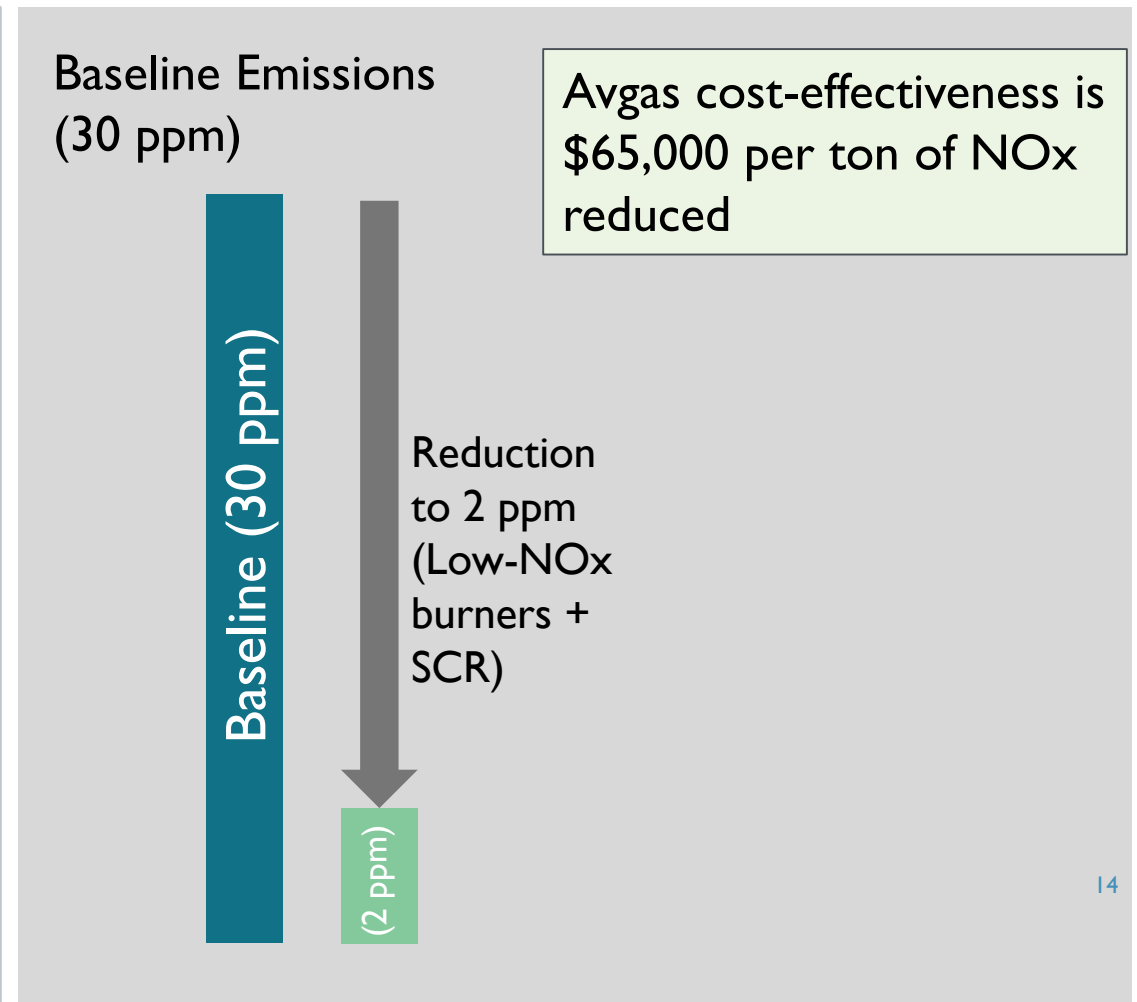 Baseline Emissions
(30 ppm)
Avgas cost-effectiveness is
$65,000 per ton of NOx
reduced
Baseline (30 ppm)
Reduction
to 2 ppm
(Low-NOx
burners +
SCR)
(2 ppm)
14